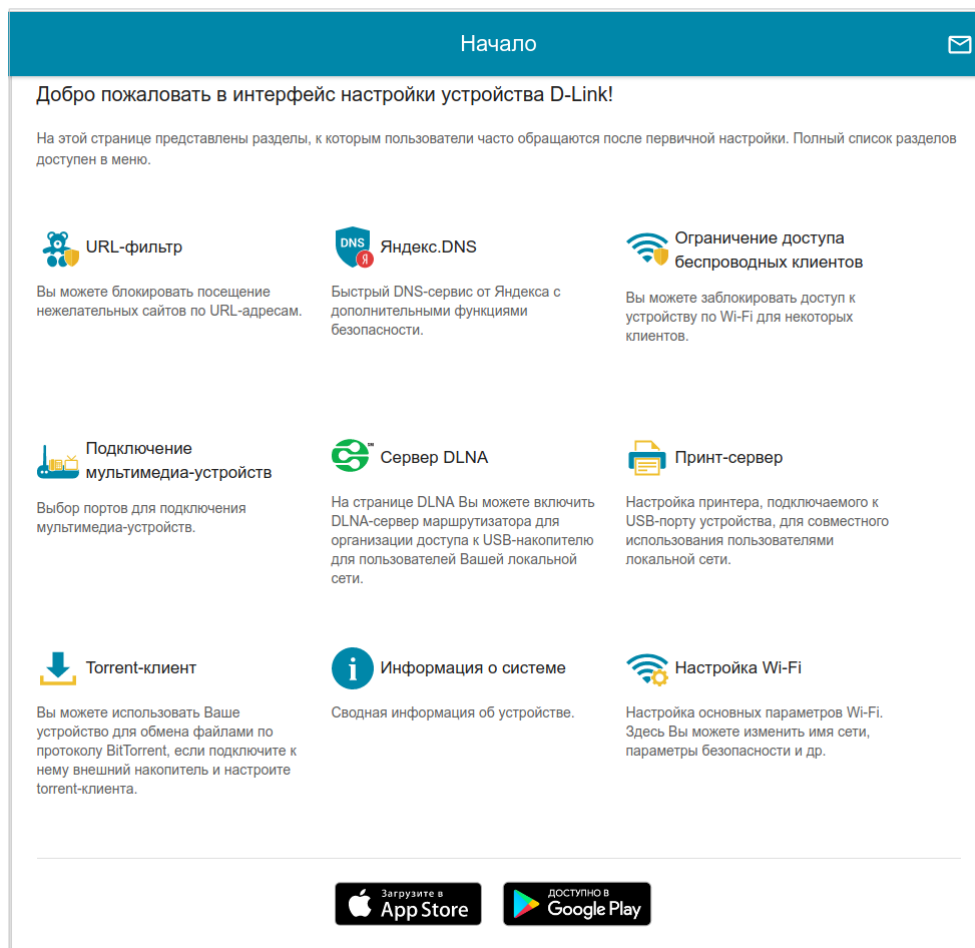 Начало
Добро пожаловать в интерфейс настройки устройства D-Link!
На этой странице представлены разделы, к которым пользователи часто обращаются после первичной настройки. Полный список разделов
доступен в меню.
URL-фильтр
Вы можете блокировать посещение
нежелательных сайтов по URL-адресам.
DNS
Я
Яндекс.DNS
Быстрый DNS-сервис от Яндекса с
дополнительными функциями
безопасности.
Ограничение доступа
беспроводных клиентов
Вы можете заблокировать доступ к
устройству по Wi-Fi для некоторых
клиентов.
Подключение
мультимедиа-устройств
Выбор портов для подключения
мультимедиа-устройств.
Сервер DLNA
На странице DLNA Вы можете включить
DLNA-сервер маршрутизатора для
организации доступа к USB-накопителю
для пользователей Вашей локальной
сети.
Принт-сервер
Настройка принтера, подключаемого к
USB-порту устройства, для совместного
использования пользователями
локальной сети.
Torrent-клиент
Вы можете использовать Ваше
устройство для обмена файлами по
протоколу BitTorrent, если подключите к
нему внешний накопитель и настроите
torrent-клиента.
i
Информация о системе
Сводная информация об устройстве.
Настройка Wi-Fi
Настройка основных параметров Wi-Fi.
Здесь Вы можете изменить имя сети,
параметры безопасности и др.
Загрузите в
App Store
ДОСТУПНО В
Google Play